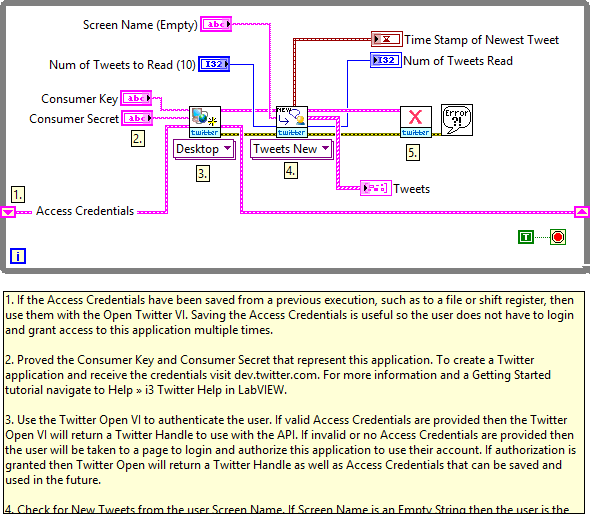 Screen Name (Empty)
abc
Time Stamp of Newest Tweet
Num of Tweets to Read (10)
I32
I32
Num of Tweets Read
Consumer Key
abc
Consumer Secret
abc
NEW
Error
?!
twitter
twitter
twitter
2.
Desktop
Tweets New
5.
3.
4.
Tweets
1.
Access Credentials
T
i
1. If the Access Credentials have been saved from a previous execution, such as to a file or shift register, then
use them with the Open Twitter VI. Saving the Access Credentials is useful so the user does not have to login
and grant access to this application multiple times.
2. Proved the Consumer Key and Consumer Secret that represent this application. To create a Twitter
application and receive the credentials visit dev.twitter.com. For more information and a Getting Started
tutorial navigate to Help » i3 Twitter Help in LabVIEW.
3. Use the Twitter Open VI to authenticate the user. If valid Access Credentials are provided then the Twitter
Open VI will return a Twitter Handle to use with the API. If invalid or no Access Credentials are provided then
the user will be taken to a page to login and authorize this application to use their account. If authorization is
granted then Twitter Open will return a Twitter Handle as well as Access Credentials that can be saved and
used in the future.
4. Check for New Tweets from the user Screen Name. If Screen Name is an Empty String then the user is the